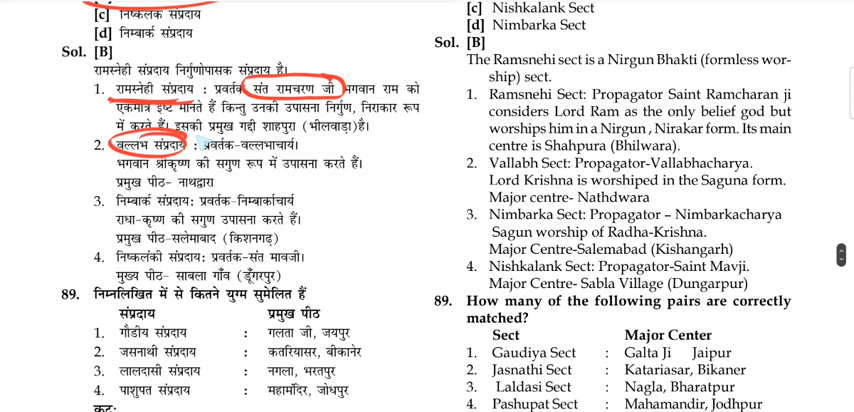 [c] निष्कलंक संप्रदाय
[d] निम्बार्क संप्रदाय
Sol. [B]
रामस्नेही संप्रदाय निर्गुणोपासक संप्रदाय है।
1. रामस्नेही संप्रदाय : प्रवर्तक संत रामचरण जी भगवान राम को
एकमात्र इष्ट मानते हैं किन्तु उनकी उपासना निर्गुण, निराकार रूप
में करते हैं। इसकी प्रमुख गद्दी शाहपुरा (भीलवाड़ा)है।
2. वल्लभ संप्रदाय : प्रवर्तक-वल्लभाचार्य।
भगवान श्रीकृष्ण की सगुण रूप में उपासना करते हैं।
प्रमुख पीठ- नाथद्वारा
3. निम्बार्क संप्रदाय: प्रवर्तक-निम्बार्काचार्य
राधा-कृष्ण की सगुण उपासना करते हैं।
प्रमुख पीठ-सलेमाबाद (किशनगढ़)
4. निष्कलंकी संप्रदाय: प्रवर्तक-संत मावजी।
मुख्य पीठ- साबला गाँव (डूँगरपुर)
89. निम्नलिखित में से कितने युग्म सुमेलित हैं
संप्रदाय प्रमुख पीठ
1. गौडीय संप्रदाय : गलता जी, जयपुर
2. जसनाथी संप्रदाय : कतरियासर, बीकानेर
3. लालदासी संप्रदाय : नगला, भरतपुर
4. पाशुपत संप्रदाय : महामंदिर, जोधपुर
कूटः
[c] Nishkalank Sect
[d] Nimbarka Sect
Sol. [B]
The Ramsnehi sect is a Nirgun Bhakti (formless wor-
ship) sect.
1. Ramsnehi Sect: Propagator Saint Ramcharan ji
considers Lord Ram as the only belief god but
worships him in a Nirgun , Nirakar form. Its main
centre is Shahpura (Bhilwara).
2. Vallabh Sect: Propagator-Vallabhacharya.
Lord Krishna is worshiped in the Saguna form.
Major centre- Nathdwara
3. Nimbarka Sect: Propagator – Nimbarkacharya
Sagun worship of Radha-Krishna.
Major Centre-Salemabad (Kishangarh)
4. Nishkalank Sect: Propagator-Saint Mavji.
Major Centre- Sabla Village (Dungarpur)
89. How many of the following pairs are correctly
matched?
Sect Major Center
1. Gaudiya Sect : Galta Ji Jaipur
2. Jasnathi Sect : Katariasar, Bikaner
3. Laldasi Sect : Nagla, Bharatpur
4. Pashupat Sect : Mahamandir, Jodhpur